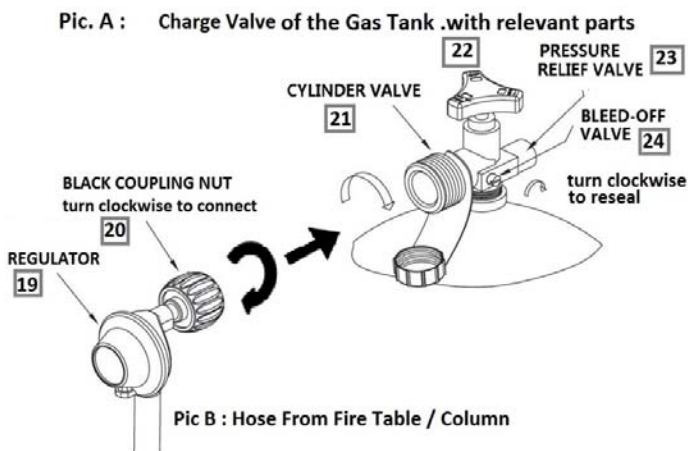 Pic. A : Charge Valve of the Gas Tank .with relevant parts
22
PRESSURE
RELIEF VALVE 23
CYLINDER VALVE
21
BLEED-OFF
VALVE 24
turn clockwise
to reseal
BLACK COUPLING NUT
turn clockwise to connect
20
REGULATOR
19
Pic B : Hose From Fire Table / Column